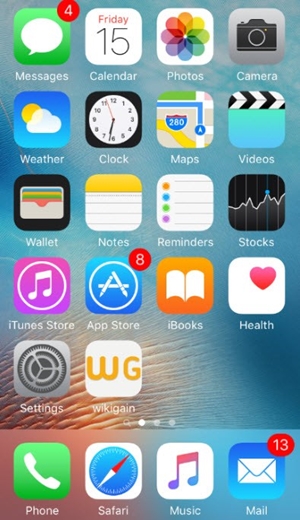 4
Friday
15
Messages Calendar Photos Camera
280
Weather Clock Maps Videos
Wallet Notes Reminders Stocks
8
iTunes Store App Store iBooks Health
WG
Settings wikigain
13
Phone Safari Music Mail